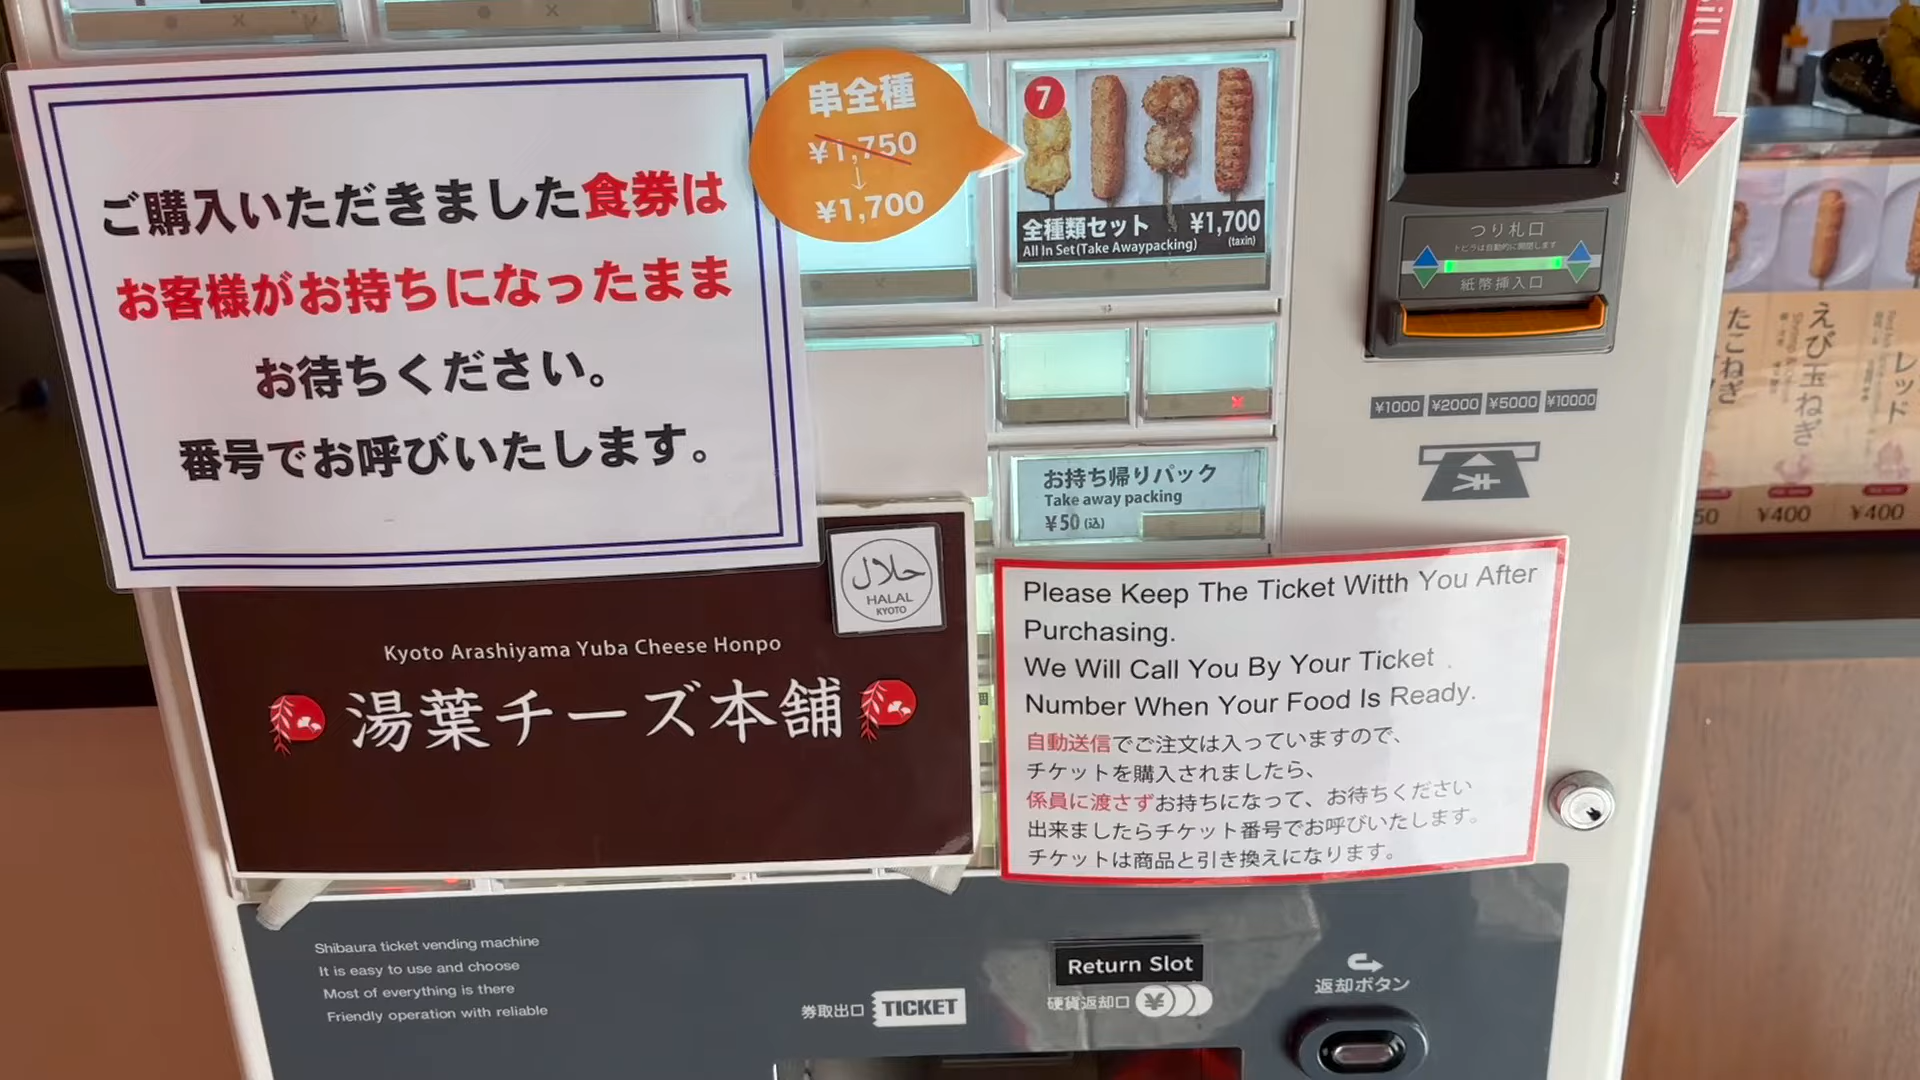 ご購入いただきました食券は
お客様がお持ちになったまま
お待ちください。
番号でお呼びいたします。
串全種
¥1,750
↓
¥1,700
7
全種類セット ¥1,700
All In Set(Take Awaypacking) (taxin)
お持ち帰りパック
Take away packing
¥50(込)
つり札口
トビラは自動的に開閉します
紙幣挿入口
¥1000 ¥2000 ¥5000 ¥10000
حلال
HALAL
KYOTO
Kyoto Arashiyama Yuba Cheese Honpo
湯葉チーズ本舗
Please Keep The Ticket Witth You After
Purchasing.
We Will Call You By Your Ticket
Number When Your Food Is Ready.
自動送信でご注文は入っていますので、
チケットを購入されましたら、
係員に渡さずお持ちになって、お待ちください
出来ましたらチケット番号でお呼びいたします。
チケットは商品と引き換えになります。
Shibaura ticket vending machine
It is easy to use and choose
Most of everything is there
Friendly operation with reliable
券取出口 TICKET
Return Slot
硬貨返却口 ¥
返却ボタン
たこねぎ
えび玉ねぎ
レッド
50 ¥400 ¥400